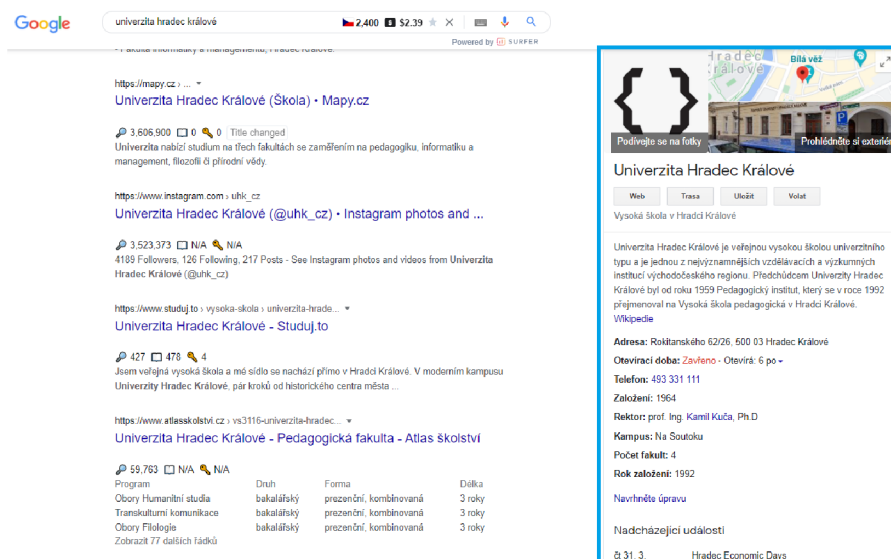 Google
univerzita hradec králové
2,400 $ $2.39
Powered by SURFER
- Fakulta informatiky a managementu, Hradec Králové.
https://mapy.cz › ...
Univerzita Hradec Králové (Škola) • Mapy.cz
3,606,900 0 0 Title changed
Univerzita nabízí studium na třech fakultách se zaměřením na pedagogiku, informatiku a
management, filozofii či přírodní vědy.
https://www.instagram.com › uhk_cz
Univerzita Hradec Králové (@uhk_cz) • Instagram photos and ...
3,523,373 N/A N/A
4189 Followers, 126 Following, 217 Posts - See Instagram photos and videos from Univerzita
Hradec Králové (@uhk_cz)
https://www.studuj.to › vysoka-skola › univerzita-hrade...
Univerzita Hradec Králové - Studuj.to
427 478 4
Jsem veřejná vysoká škola a mé sídlo se nachází přímo v Hradci Králové. V moderním kampusu
Univerzity Hradec Králové, pár kroků od historického centra města ...
https://www.atlasskolstvi.cz › vs3116-univerzita-hradec...
Univerzita Hradec Králové - Pedagogická fakulta - Atlas školství
59,763 N/A N/A
Program Druh Forma Délka
Obory Humanitní studia bakalářský prezenční, kombinovaná 3 roky
Transkulturní komunikace bakalářský prezenční, kombinovaná 3 roky
Obory Filologie bakalářský prezenční, kombinovaná 3 roky
Zobrazit 77 dalších řádků
Hradec
Králové
Bílá věž
P
Podívejte se na fotky
Prohlédněte si exteriér
Univerzita Hradec Králové
Web Trasa Uložit Volat
Vysoká škola v Hradci Králové
Univerzita Hradec Králové je veřejnou vysokou školou univerzitního
typu a je jednou z nejvýznamnějších vzdělávacích a výzkumných
institucí východočeského regionu. Předchůdcem Univerzity Hradec
Králové byl od roku 1959 Pedagogický institut, který se v roce 1992
přejmenoval na Vysoká škola pedagogická v Hradci Králové.
Wikipedie
Adresa: Rokitanského 62/26, 500 03 Hradec Králové
Otevírací doba: Zavřeno · Otevírá: 6 po
Telefon: 493 331 111
Založení: 1964
Rektor: prof. Ing. Kamil Kuča, Ph.D
Kampus: Na Soutoku
Počet fakult: 4
Rok založení: 1992
Navrhněte úpravu
Nadcházející události
čt 31. 3. Hradec Economic Days